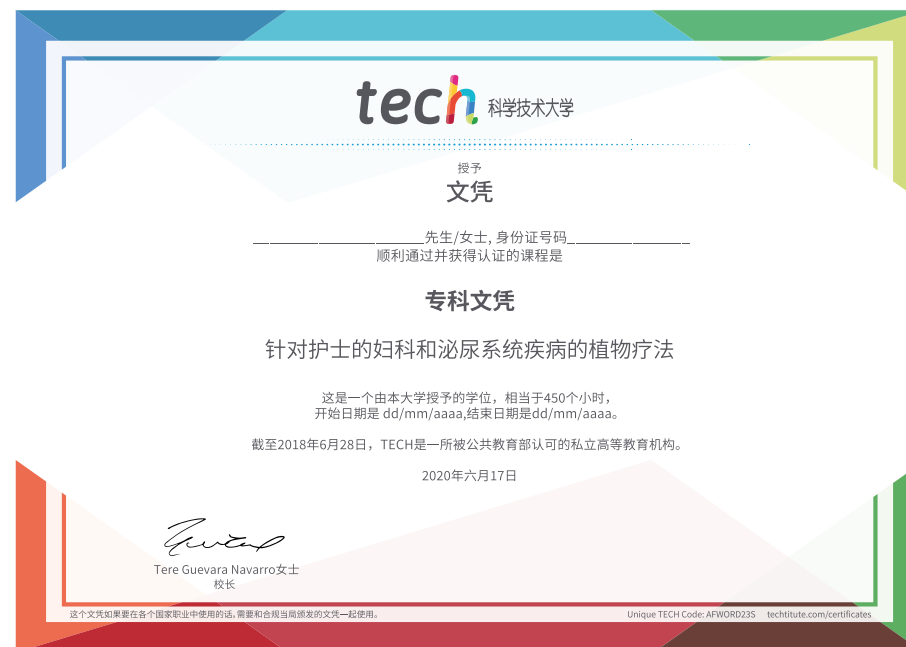 tech 科学技术大学
授予
文凭
______________________先生/女士, 身份证号码________________
顺利通过并获得认证的课程是
专科文凭
针对护士的妇科和泌尿系统疾病的植物疗法
这是一个由本大学授予的学位，相当于450个小时，
开始日期是 dd/mm/aaaa,结束日期是dd/mm/aaaa。
截至2018年6月28日，TECH是一所被公共教育部认可的私立高等教育机构。
2020年六月17日
Tere Guevara Navarro女士
校长
这个文凭如果要在各个国家职业中使用的话,需要和合规当局颁发的文凭一起使用。
Unique TECH Code: AFWORD23S techtitute.com/certificates